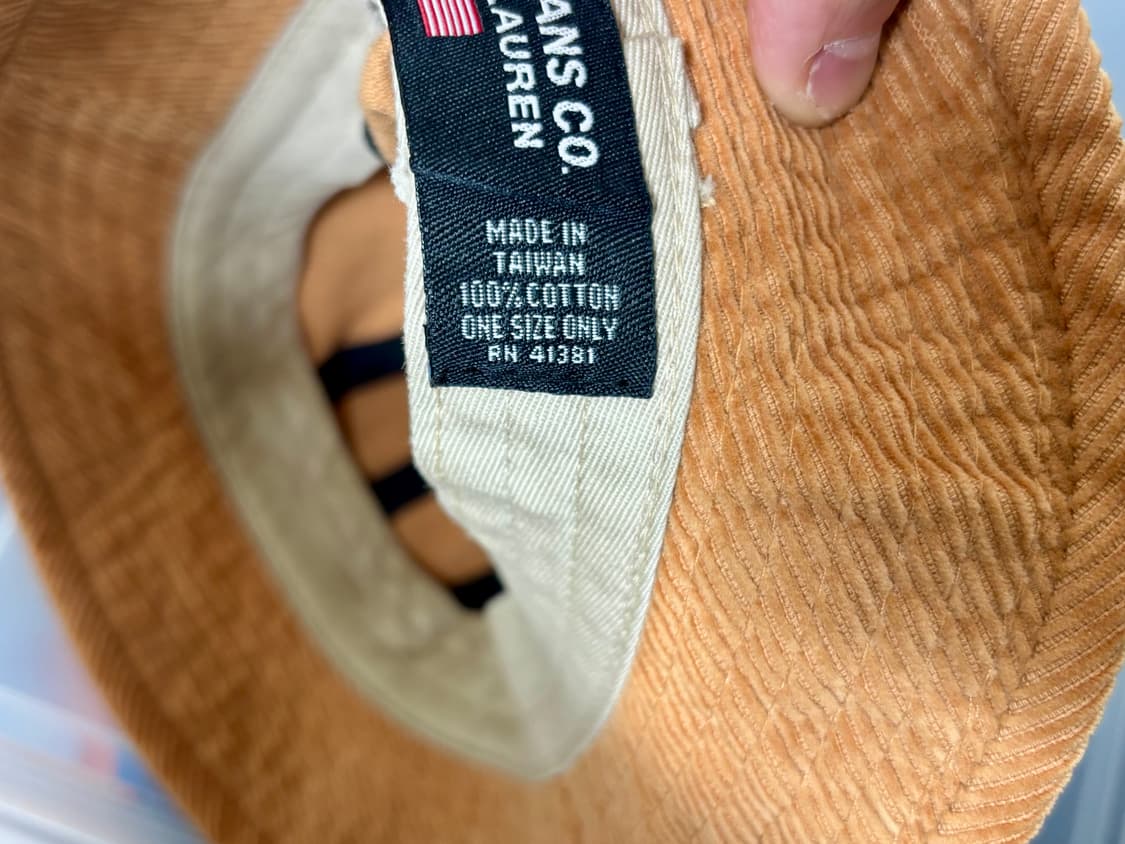 ANS CO.
LAUREN
MADE IN
TAIWAN
100% COTTON
ONE SIZE ONLY
RN 41381